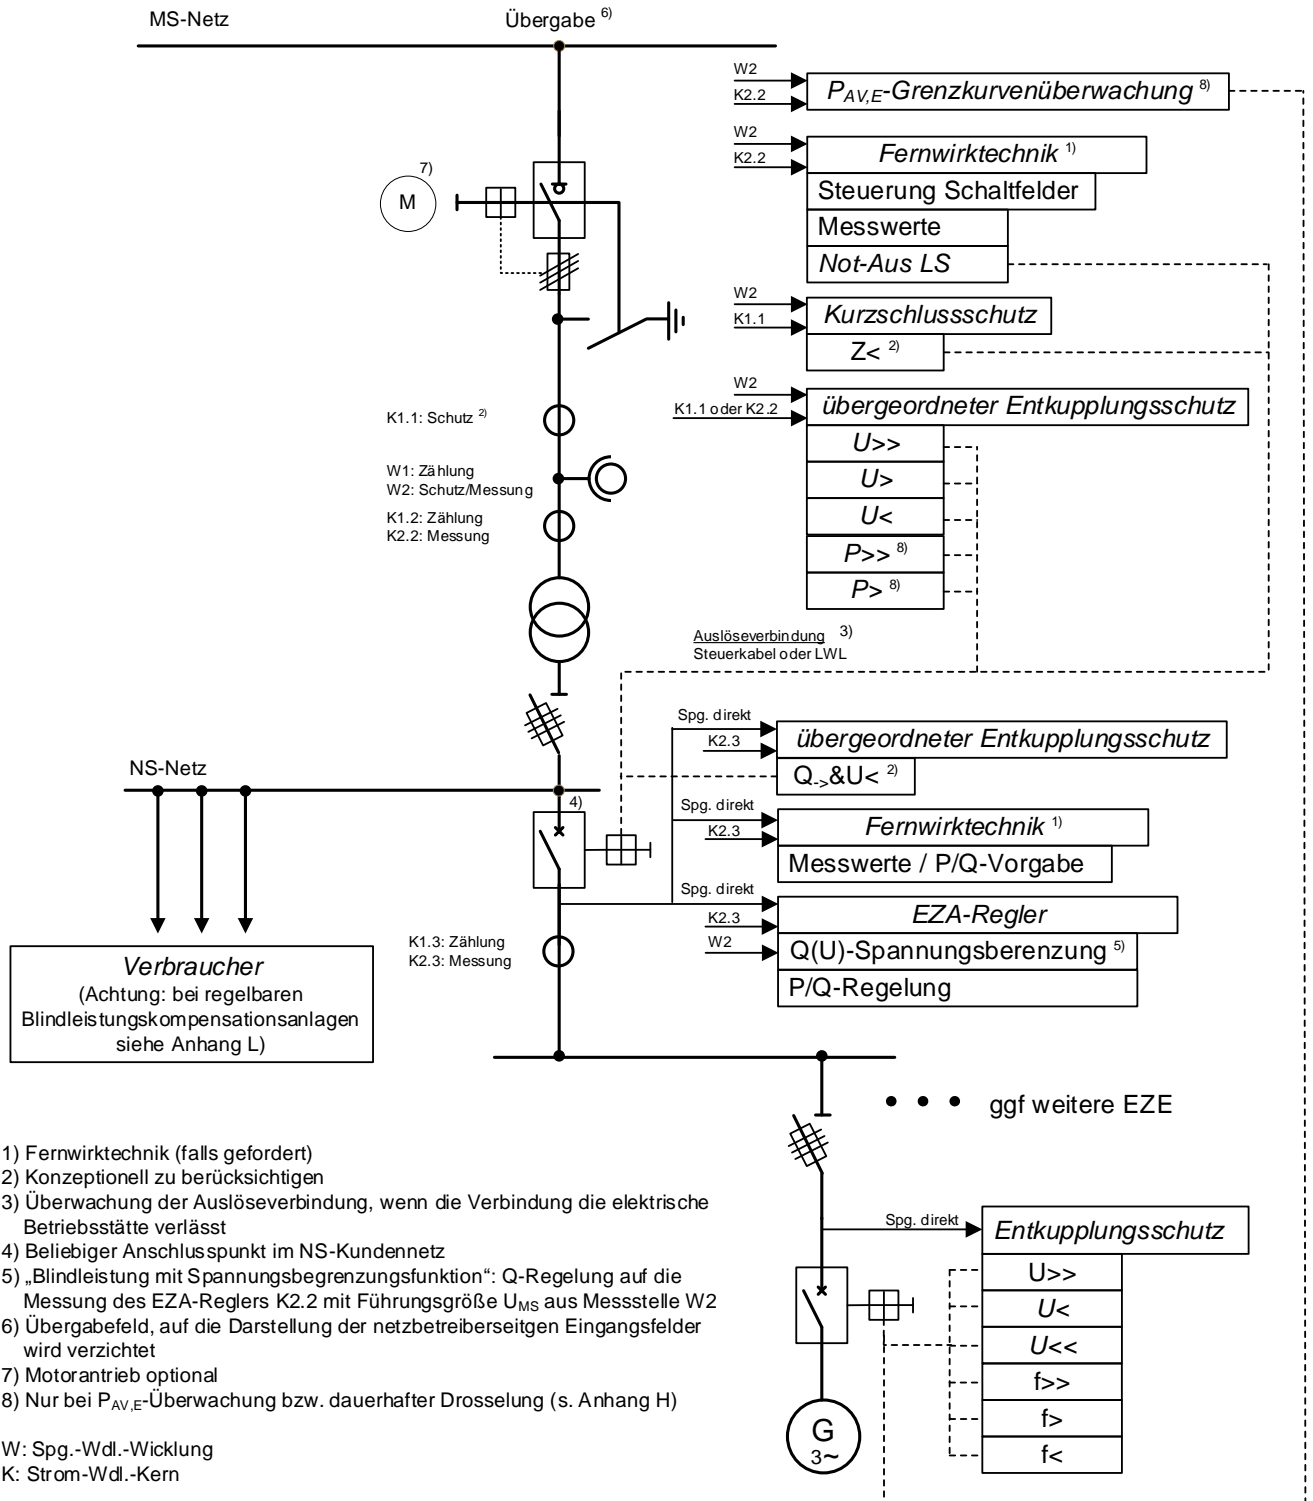 MS-Netz
Übergabe 6)
W2
K2.2
P_AV,E-Grenzkurvenüberwachung 8)
W2
K2.2
Fernwirktechnik 1)
Steuerung Schaltfelder
Messwerte
Not-Aus LS
7)
M
W2
K1.1
Kurzschlussschutz
Z< 2)
W2
K1.1 oder K2.2
übergeordneter Entkupplungsschutz
U>>
U>
U<
P>> 8)
P> 8)
K1.1: Schutz 2)
W1: Zählung
W2: Schutz/Messung
K1.2: Zählung
K2.2: Messung
Auslöseverbindung 3)
Steuerkabel oder LWL
Spg. direkt
K2.3
übergeordneter Entkupplungsschutz
Q->&U< 2)
NS-Netz
4)
Spg. direkt
K2.3
Fernwirktechnik 1)
Messwerte / P/Q-Vorgabe
Spg. direkt
K2.3
W2
EZA-Regler
Q(U)-Spannungsberenzung 5)
P/Q-Regelung
K1.3: Zählung
K2.3: Messung
Verbraucher
(Achtung: bei regelbaren
Blindleistungskompensationsanlagen
siehe Anhang L)
ggf weitere EZE
Spg. direkt
Entkupplungsschutz
U>>
U<
U<<
f>>
f>
f<
G
3~
1) Fernwirktechnik (falls gefordert)
2) Konzeptionell zu berücksichtigen
3) Überwachung der Auslöseverbindung, wenn die Verbindung die elektrische
Betriebsstätte verlässt
4) Beliebiger Anschlusspunkt im NS-Kundennetz
5) „Blindleistung mit Spannungsbegrenzungsfunktion“: Q-Regelung auf die
Messung des EZA-Reglers K2.2 mit Führungsgröße U_MS aus Messstelle W2
6) Übergabefeld, auf die Darstellung der netzbetreiberseitgen Eingangsfelder
wird verzichtet
7) Motorantrieb optional
8) Nur bei P_AV,E-Überwachung bzw. dauerhafter Drosselung (s. Anhang H)
W: Spg.-Wdl.-Wicklung
K: Strom-Wdl.-Kern